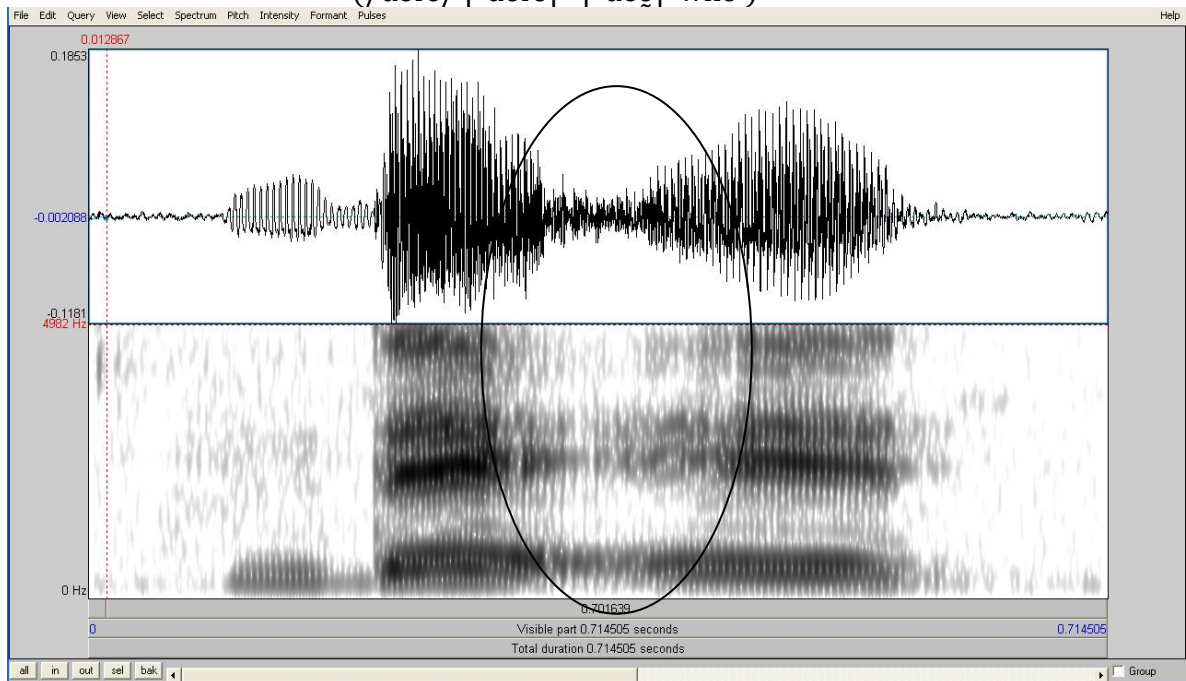 File Edit Query View Select Spectrum Pitch Intensity Formant Pulses Help
0.012867
0.1853
-0.002088
-0.1181
4982 Hz
0 Hz
0.701639
0 Visible part 0.714505 seconds 0.714505
Total duration 0.714505 seconds
all in out sel bak Group